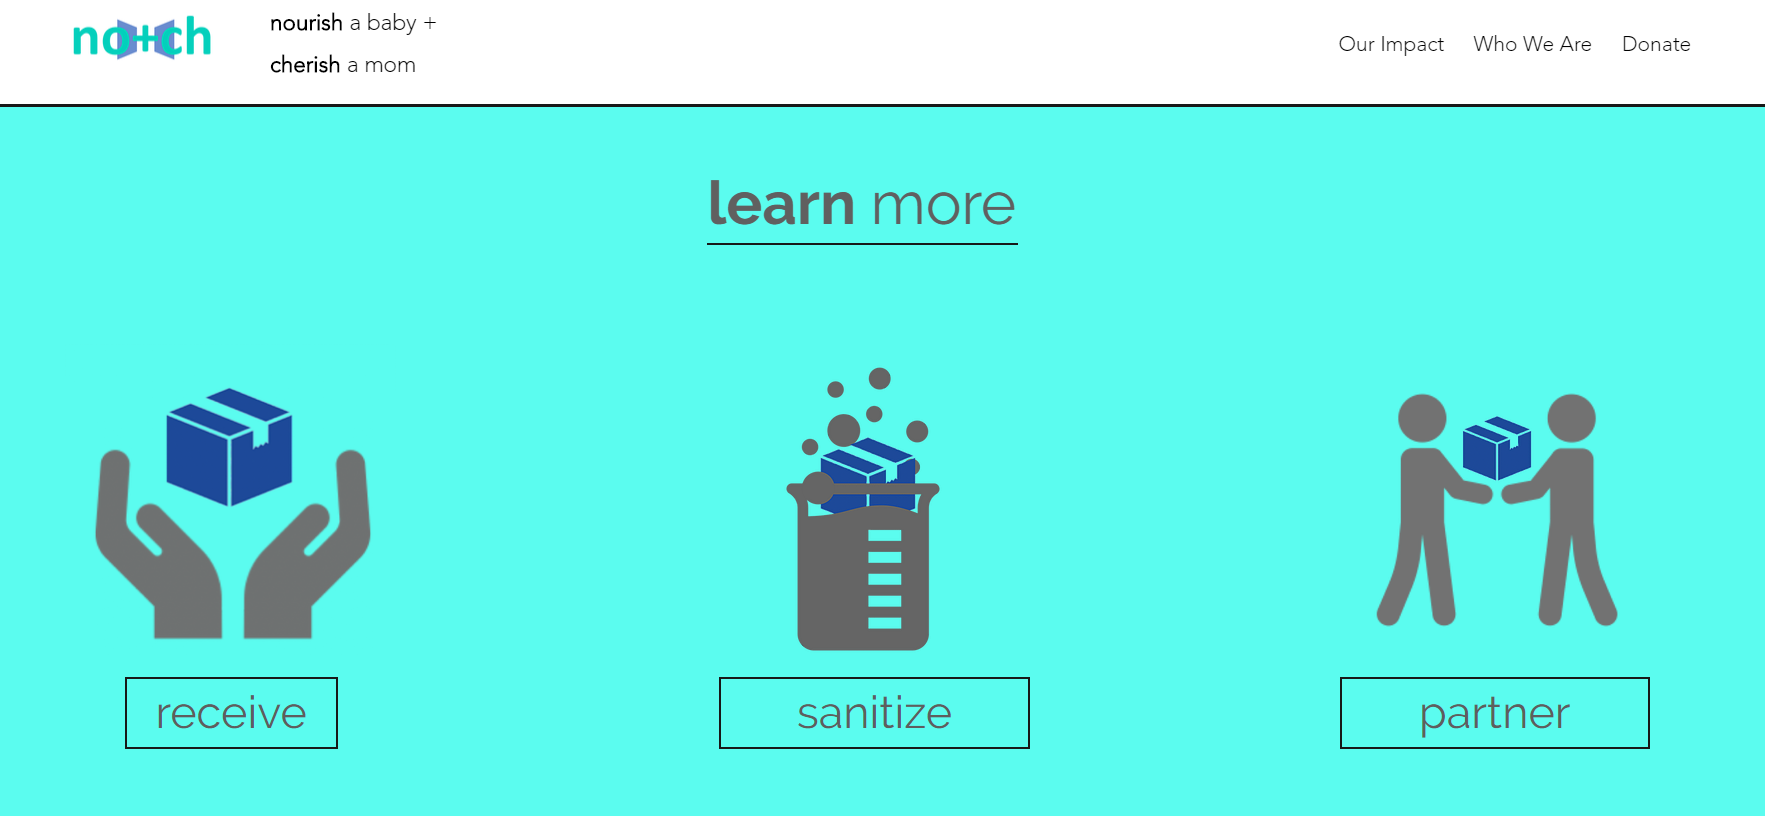 no+ch
nourish a baby +
cherish a mom
Our Impact
Who We Are
Donate
learn more
receive
sanitize
partner